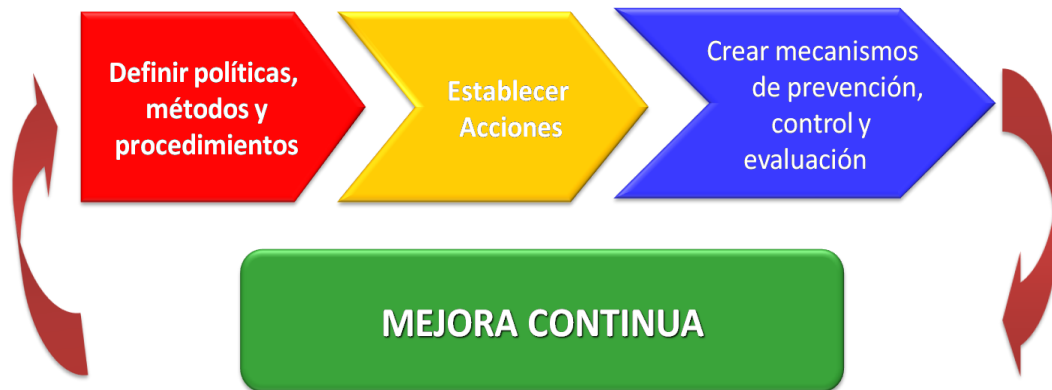 Definir políticas,
métodos y
procedimientos
Establecer
Acciones
Crear mecanismos
de prevención,
control y
evaluación
MEJORA CONTINUA